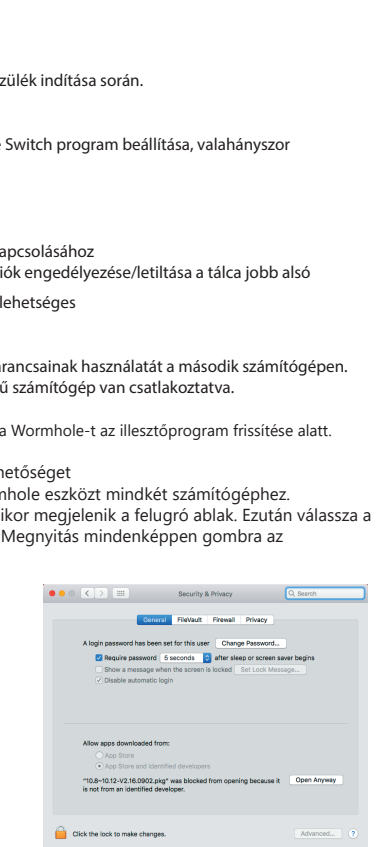 zülék indítása során.
e Switch program beállítása, valahányszor
apcsolásához
iók engedélyezése/letiltása a tálca jobb alsó
lehetséges
arancsainak használatát a második számítógépen.
ű számítógép van csatlakoztatva.
a Wormhole-t az illesztőprogram frissítése alatt.
hetőséget
mhole eszközt mindkét számítógéphez.
ikor megjelenik a felugró ablak. Ezután válassza a
Megnyitás mindenképpen gombra az
Security & Privacy
Search
General FileVault Firewall Privacy
A login password has been set for this user Change Password...
Require password 5 seconds after sleep or screen saver begins
Show a message when the screen is locked Set Lock Message...
Disable automatic login
Allow apps downloaded from:
App Store
App Store and identified developers
"10.8~10.12-V2.16.0902.pkg" was blocked from opening because it Open Anyway
is not from an identified developer.
Click the lock to make changes. Advanced... ?